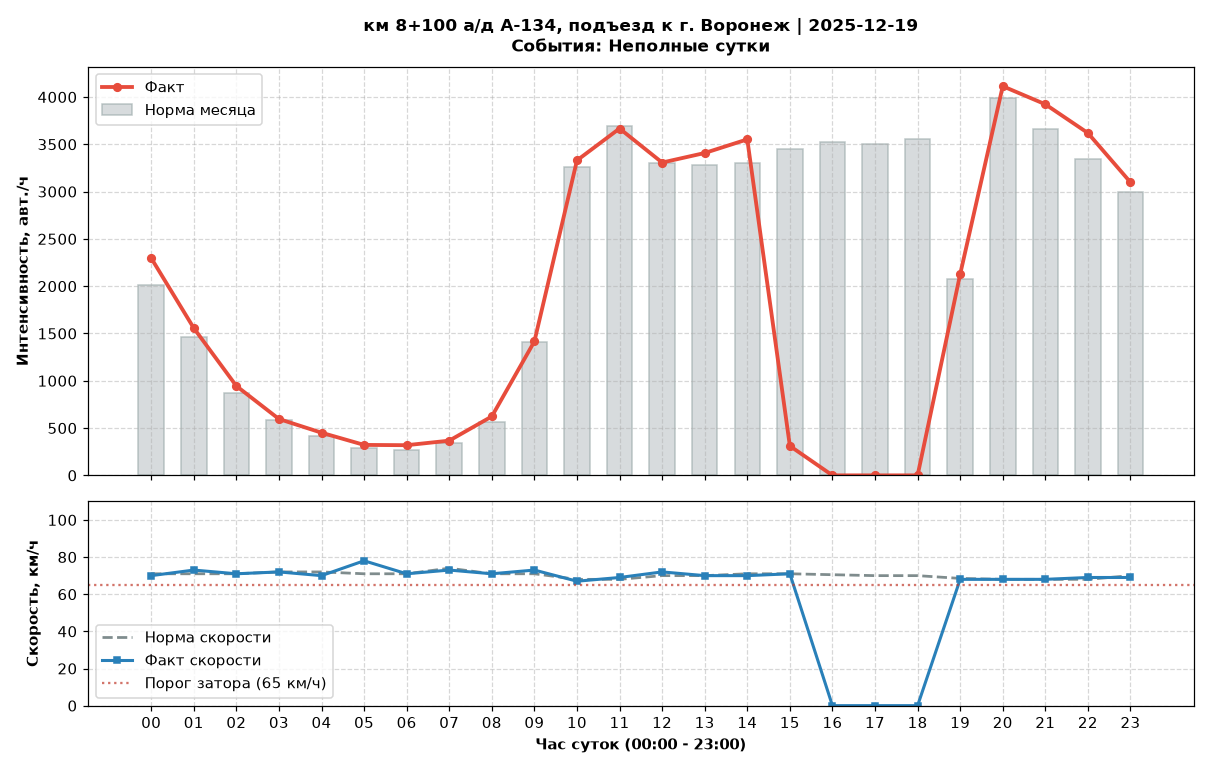 км 8+100 а/д А-134, подъезд к г. Воронеж | 2025-12-19
События: Неполные сутки
Факт
Норма месяца
Интенсивность, авт./ч
4000
3500
3000
2500
2000
1500
1000
500
0
Скорость, км/ч
100
80
60
40
20
0
Норма скорости
Факт скорости
Порог затора (65 км/ч)
00 01 02 03 04 05 06 07 08 09 10 11 12 13 14 15 16 17 18 19 20 21 22 23
Час суток (00:00 - 23:00)